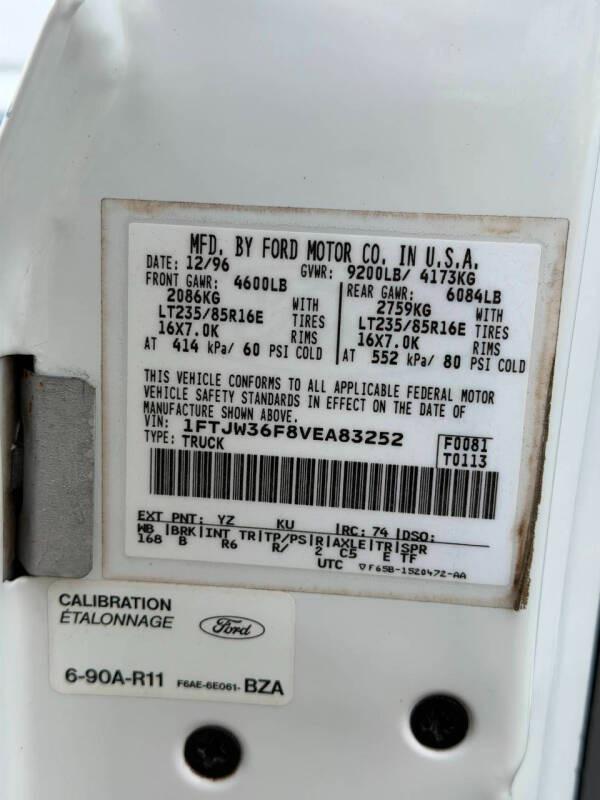 MFD. BY FORD MOTOR CO. IN U.S.A.
DATE: 12/96 GVWR: 9200LB/ 4173KG
FRONT GAWR: 4600LB REAR GAWR: 6084LB
2086KG WITH 2759KG WITH
LT235/85R16E TIRES LT235/85R16E TIRES
16X7.0K RIMS 16X7.0K RIMS
AT 414 kPa/ 60 PSI COLD AT 552 kPa/ 80 PSI COLD
THIS VEHICLE CONFORMS TO ALL APPLICABLE FEDERAL MOTOR
VEHICLE SAFETY STANDARDS IN EFFECT ON THE DATE OF
MANUFACTURE SHOWN ABOVE.
VIN: 1FTJW36F8VEA83252 F0081
TYPE: TRUCK T0113
EXT PNT: YZ KU |RC: 74 |DSO:
WB |BRK|INT TR|TP/PS|R|AXLE|TR|SPR
168 B R6 R/ 2 C5 E TF
UTC ▽F65B-1520472-AA
CALIBRATION
ÉTALONNAGE
Ford
6-90A-R11 F6AE-6E061- BZA